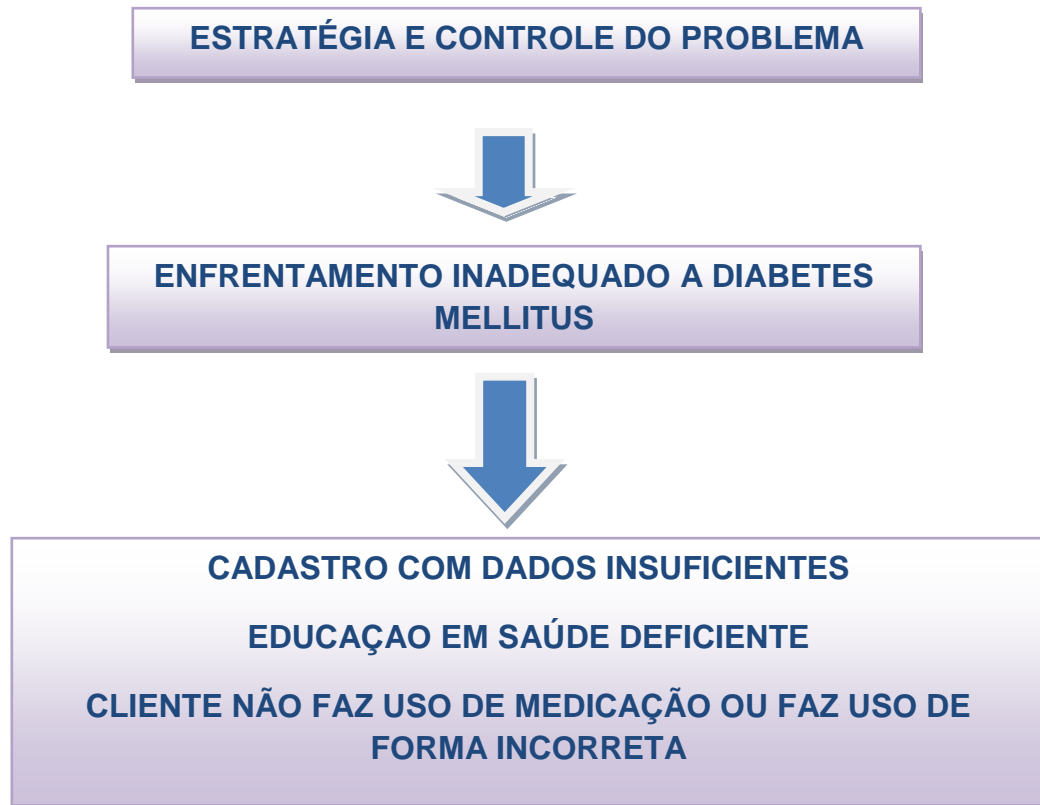 ESTRATÉGIA E CONTROLE DO PROBLEMA
ENFRENTAMENTO INADEQUADO A DIABETES
MELLITUS
CADASTRO COM DADOS INSUFICIENTES
EDUCAÇAO EM SAÚDE DEFICIENTE
CLIENTE NÃO FAZ USO DE MEDICAÇÃO OU FAZ USO DE
FORMA INCORRETA